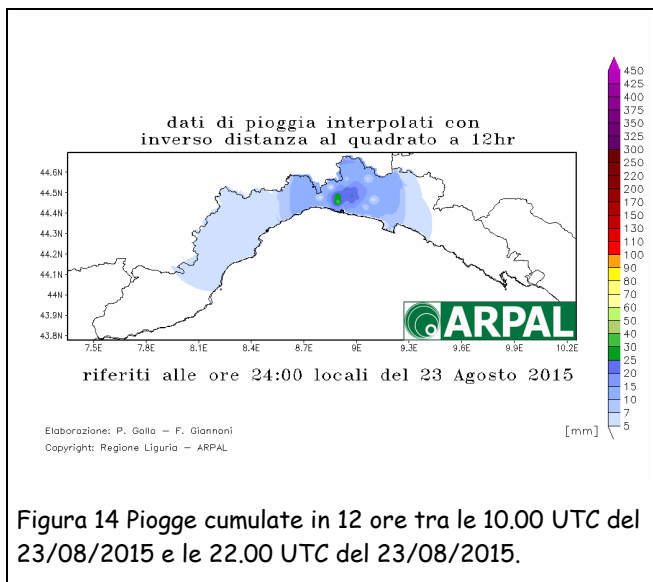 dati di pioggia interpolati con
inverso distanza al quadrato a 12hr
450
400
375
350
325
300
250
200
150
130
110
100
90
80
70
60
50
40
30
25
20
15
10
7
5
[mm]
44.6N
44.5N
44.4N
44.3N
44.2N
44.1N
44N
43.9N
43.8N
7.5E 7.8E 8.1E 8.4E 8.7E 9E 9.3E 9.6E 9.9E 10.2E
ARPAL
riferiti alle ore 24:00 locali del 23 Agosto 2015
Elaborazione: P. Gollo – F. Giannoni
Copyright: Regione Liguria – ARPAL
Figura 14 Piogge cumulate in 12 ore tra le 10.00 UTC del
23/08/2015 e le 22.00 UTC del 23/08/2015.